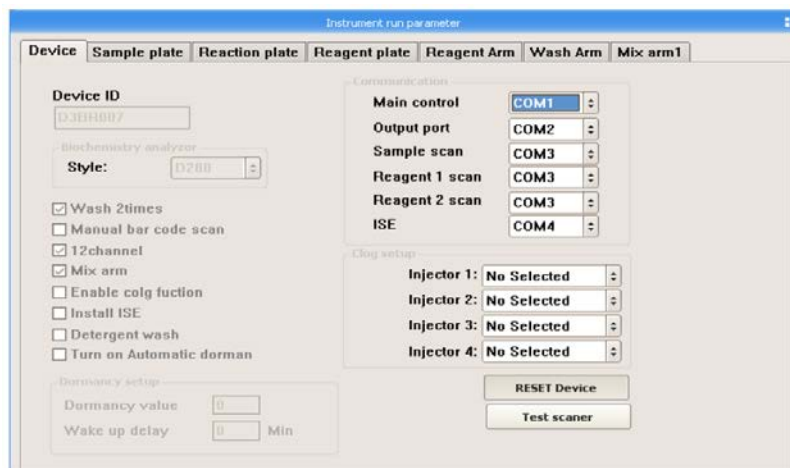 Instrument run parameter
Device Sample plate Reaction plate Reagent plate Reagent Arm Wash Arm Mix arm1
Device ID
D3BH007
Biochemistry analyzer
Style: D280
Wash 2times
Manual bar code scan
12channel
Mix arm
Enable colg fuction
Install ISE
Detergent wash
Turn on Automatic dorman
Dormancy setup
Dormancy value 0
Wake up delay 0 Min
Communication
Main control COM1
Output port COM2
Sample scan COM3
Reagent 1 scan COM3
Reagent 2 scan COM3
ISE COM4
Clog setup
Injector 1: No Selected
Injector 2: No Selected
Injector 3: No Selected
Injector 4: No Selected
RESET Device
Test scaner